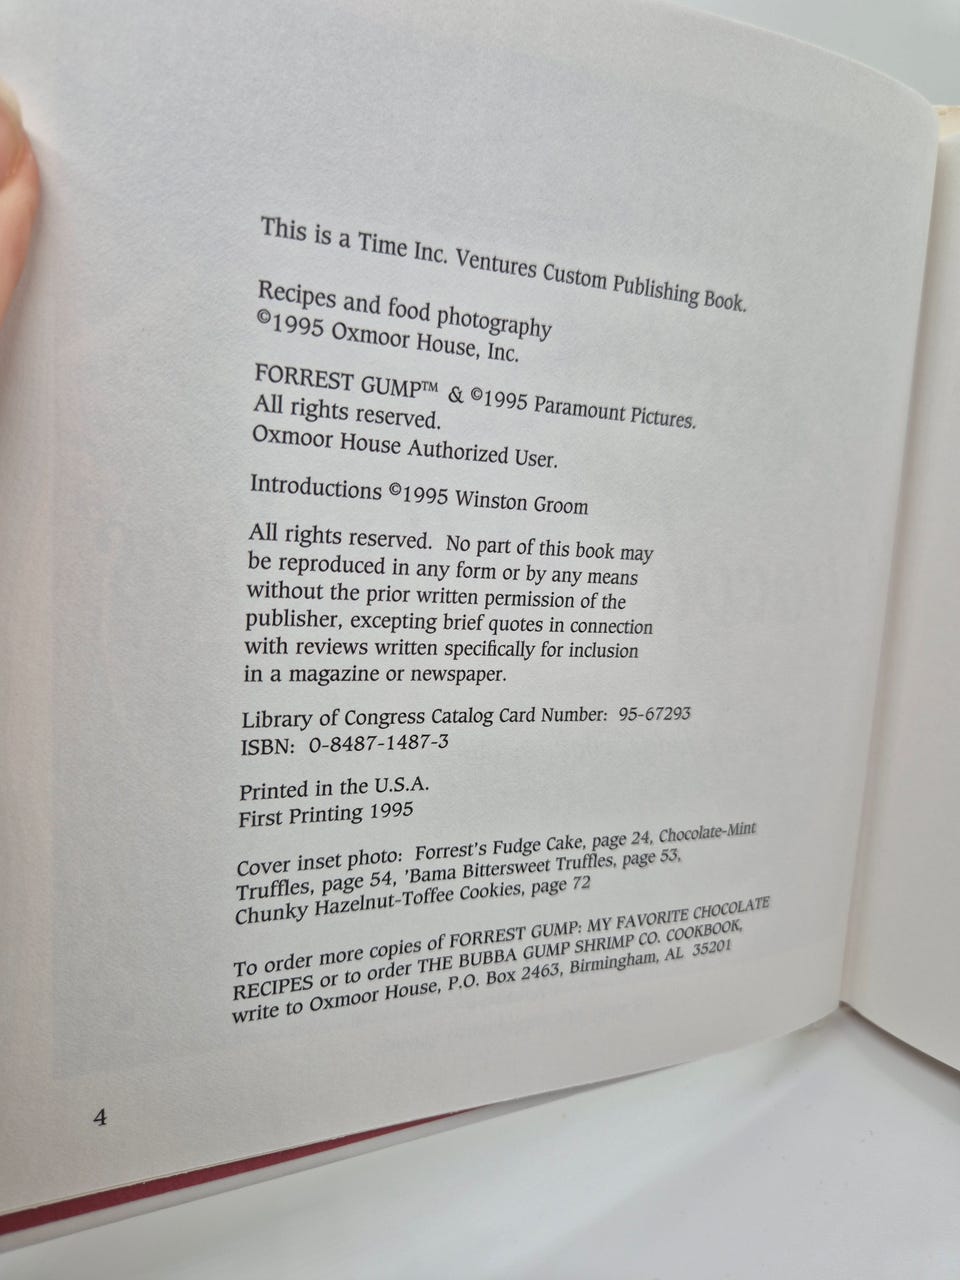 This is a Time Inc. Ventures Custom Publishing Book.
Recipes and food photography
©1995 Oxmoor House, Inc.
FORREST GUMP™ & ©1995 Paramount Pictures.
All rights reserved.
Oxmoor House Authorized User.
Introductions ©1995 Winston Groom
All rights reserved. No part of this book may
be reproduced in any form or by any means
without the prior written permission of the
publisher, excepting brief quotes in connection
with reviews written specifically for inclusion
in a magazine or newspaper.
Library of Congress Catalog Card Number: 95-67293
ISBN: 0-8487-1487-3
Printed in the U.S.A.
First Printing 1995
Cover inset photo: Forrest's Fudge Cake, page 24, Chocolate-Mint
Truffles, page 54, 'Bama Bittersweet Truffles, page 53,
Chunky Hazelnut-Toffee Cookies, page 72
To order more copies of FORREST GUMP: MY FAVORITE CHOCOLATE
RECIPES or to order THE BUBBA GUMP SHRIMP CO. COOKBOOK,
write to Oxmoor House, P.O. Box 2463, Birmingham, AL 35201
4